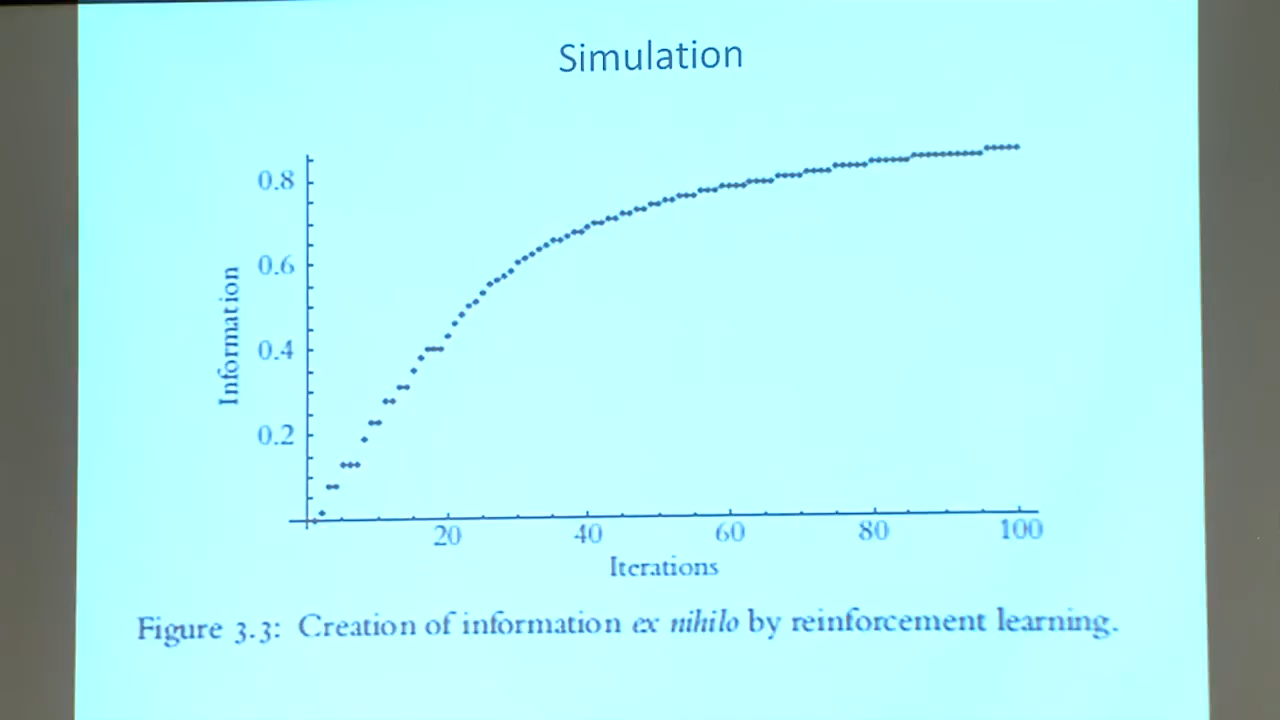 Simulation
0.8
0.6
0.4
0.2
Information
20 40 60 80 100
Iterations
Figure 3.3: Creation of information ex nihilo by reinforcement learning.